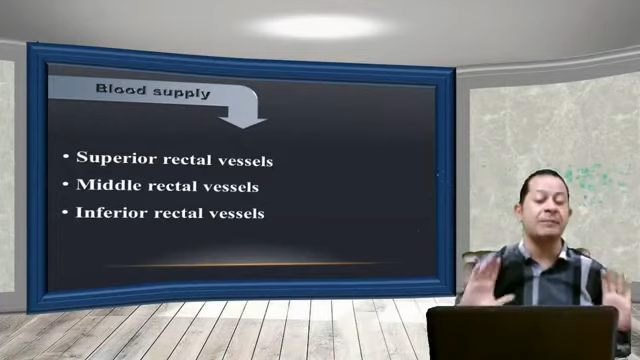 Blood supply
• Superior rectal vessels
• Middle rectal vessels
• Inferior rectal vessels